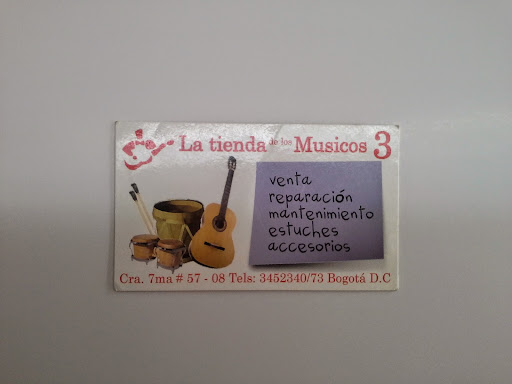 La tienda de los Musicos 3
venta
reparación
mantenimiento
estuches
accesorios
Cra. 7ma # 57 - 08 Tels: 3452340/73 Bogotá D.C